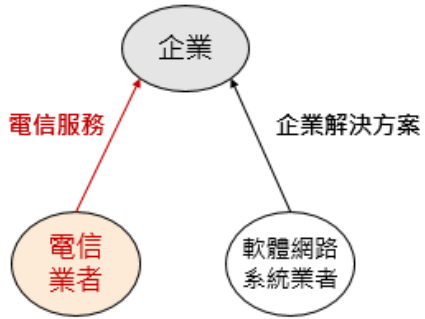 企業
電信服務
企業解決方案
電信
業者
軟體網路
系統業者